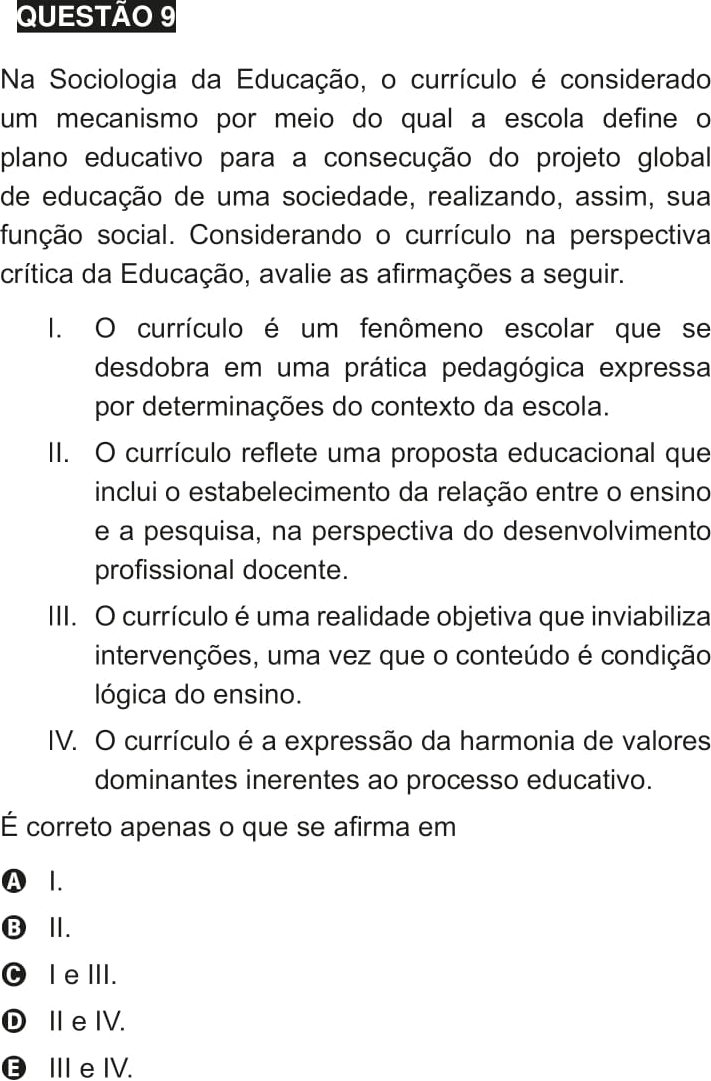 QUESTÃO 9
Na Sociologia da Educação, o currículo é considerado
um mecanismo por meio do qual a escola define o
plano educativo para a consecução do projeto global
de educação de uma sociedade, realizando, assim, sua
função social. Considerando o currículo na perspectiva
crítica da Educação, avalie as afirmações a seguir.
I. O currículo é um fenômeno escolar que se
desdobra em uma prática pedagógica expressa
por determinações do contexto da escola.
II. O currículo reflete uma proposta educacional que
inclui o estabelecimento da relação entre o ensino
e a pesquisa, na perspectiva do desenvolvimento
profissional docente.
III. O currículo é uma realidade objetiva que inviabiliza
intervenções, uma vez que o conteúdo é condição
lógica do ensino.
IV. O currículo é a expressão da harmonia de valores
dominantes inerentes ao processo educativo.
É correto apenas o que se afirma em
A I.
B II.
C I e III.
D II e IV.
E III e IV.